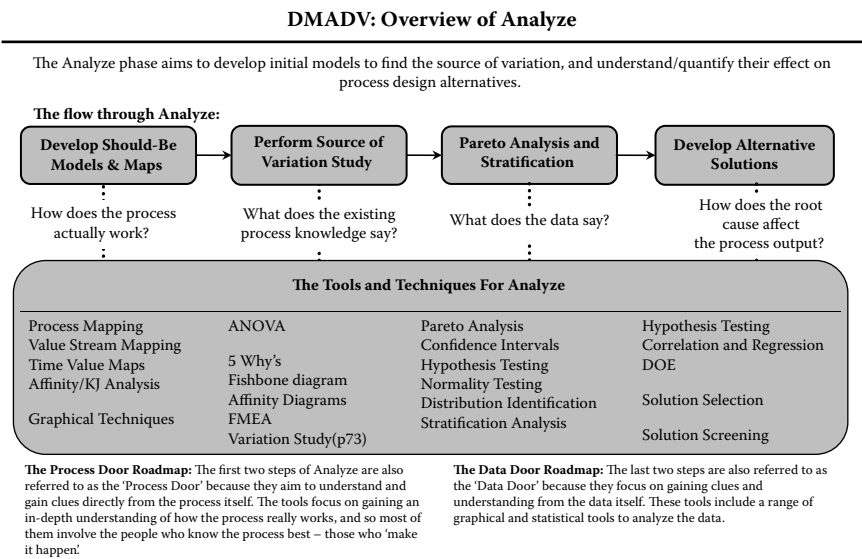 DMADV: Overview of Analyze
The Analyze phase aims to develop initial models to find the source of variation, and understand/quantify their effect on
process design alternatives.
The flow through Analyze:
Develop Should-Be
Models & Maps
Perform Source of
Variation Study
Pareto Analysis and
Stratification
Develop Alternative
Solutions
How does the process
actually work?
What does the existing
process knowledge say?
What does the data say?
How does the root
cause affect
the process output?
The Tools and Techniques For Analyze
Process Mapping
Value Stream Mapping
Time Value Maps
Affinity/KJ Analysis
Graphical Techniques
ANOVA
5 Why's
Fishbone diagram
Affinity Diagrams
FMEA
Variation Study(p73)
Pareto Analysis
Confidence Intervals
Hypothesis Testing
Normality Testing
Distribution Identification
Stratification Analysis
Hypothesis Testing
Correlation and Regression
DOE
Solution Selection
Solution Screening
The Process Door Roadmap: The first two steps of Analyze are also
referred to as the ‘Process Door’ because they aim to understand and
gain clues directly from the process itself. The tools focus on gaining an
in-depth understanding of how the process really works, and so most of
them involve the people who know the process best – those who ‘make
it happen.’
The Data Door Roadmap: The last two steps are also referred to as
the ‘Data Door’ because they focus on gaining clues and
understanding from the data itself. These tools include a range of
graphical and statistical tools to analyze the data.